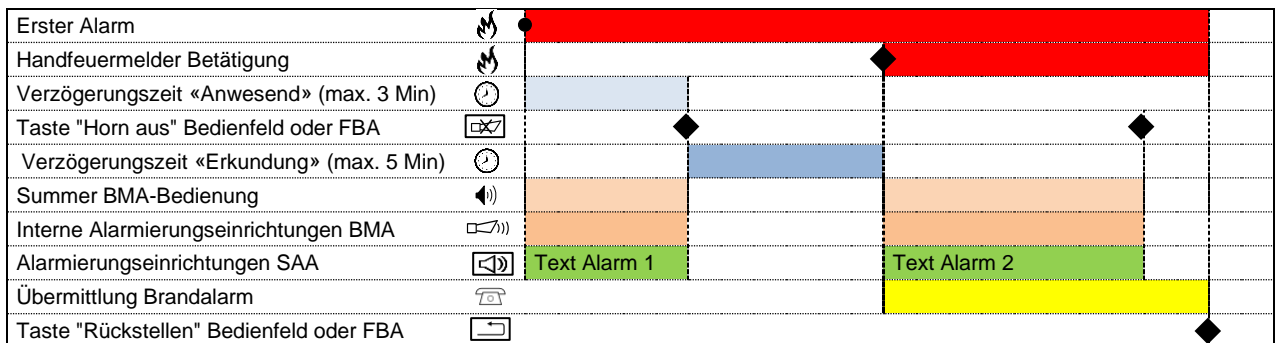 Erster Alarm
Handfeuermelder Betätigung
Verzögerungszeit «Anwesend» (max. 3 Min)
Taste "Horn aus" Bedienfeld oder FBA
Verzögerungszeit «Erkundung» (max. 5 Min)
Summer BMA-Bedienung
Interne Alarmierungseinrichtungen BMA
Alarmierungseinrichtungen SAA Text Alarm 1 Text Alarm 2
Übermittlung Brandalarm
Taste "Rückstellen" Bedienfeld oder FBA